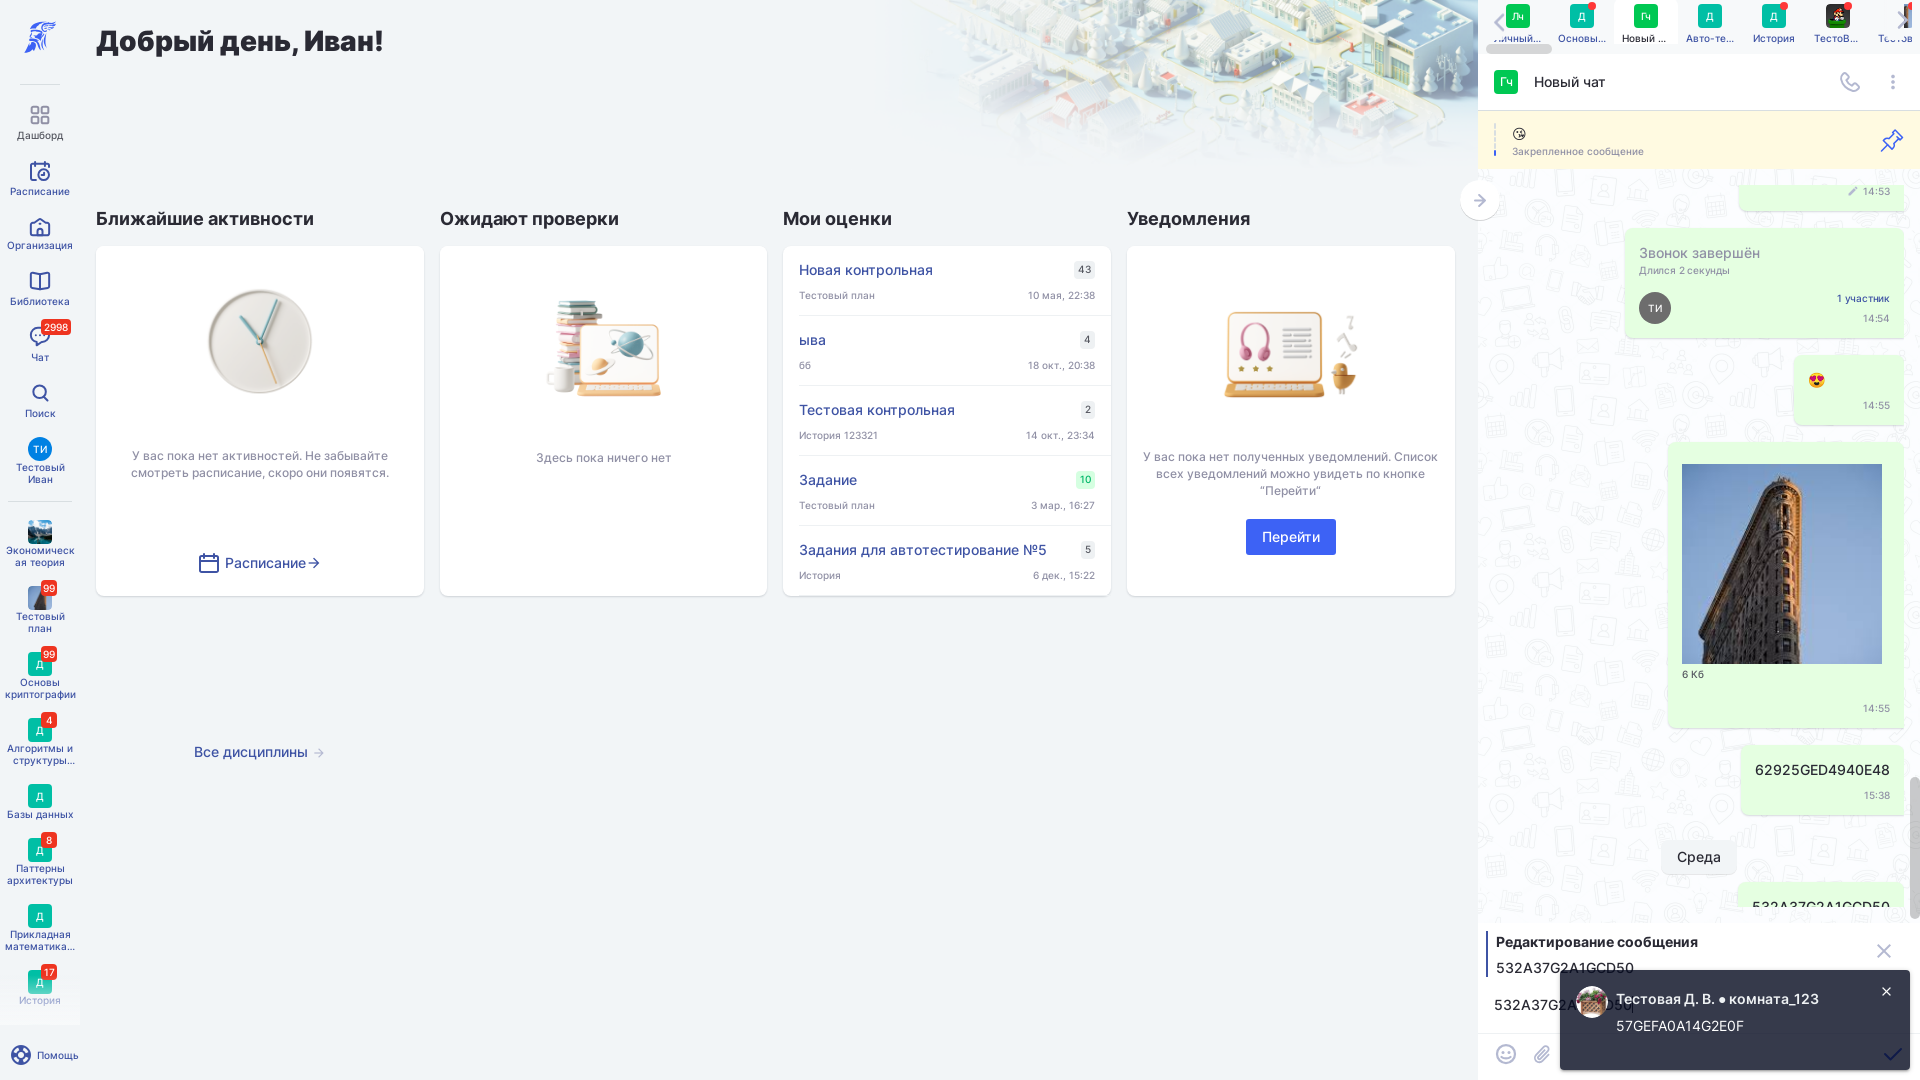 Добрый день, Иван!
Дашборд
Расписание
Организация
Библиотека
2998
Чат
Поиск
ТИ
Тестовый
Иван
Экономическ
ая теория
99
Тестовый
план
99
Д
Основы
криптографии
4
Д
Алгоритмы и
структуры...
Д
Базы данных
8
Д
Паттерны
архитектуры
Д
Прикладная
математика...
17
Д
История
Помощь
Ближайшие активности
У вас пока нет активностей. Не забывайте
смотреть расписание, скоро они появятся.
Расписание
Ожидают проверки
Здесь пока ничего нет
Мои оценки
Новая контрольная 43
Тестовый план 10 мая, 22:38
ыва 4
бб 18 окт., 20:38
Тестовая контрольная 2
История 123321 14 окт., 23:34
Задание 10
Тестовый план 3 мар., 16:27
Задания для автотестирование №5 5
История 6 дек., 15:22
Уведомления
У вас пока нет полученных уведомлений. Список
всех уведомлений можно увидеть по кнопке
“Перейти”
Перейти
Все дисциплины
Лч Д Гч Д Д
Личный... Основы... Новый ... Авто-те... История ТестоВ...
Гч Новый чат
Закрепленное сообщение
14:53
Звонок завершён
Длился 2 секунды
ТИ
1 участник
14:54
14:55
6 Кб
14:55
62925GED4940E48
15:38
Среда
532A37G2A1GCD50
Редактирование сообщения
532A37G2A1GCD50
532A37G2A1GCD50
Тестовая Д. В. ● комната_123
57GEFA0A14G2E0F